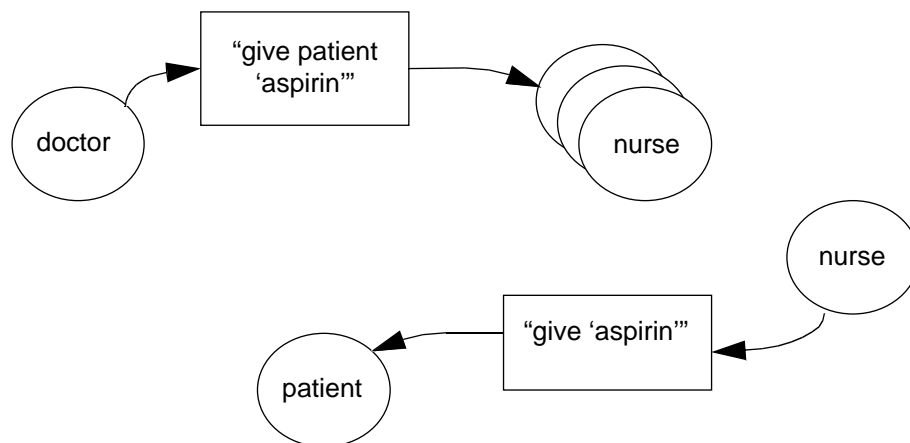 “give patient
‘aspirin’”
doctor
nurse
nurse
“give ‘aspirin’”
patient